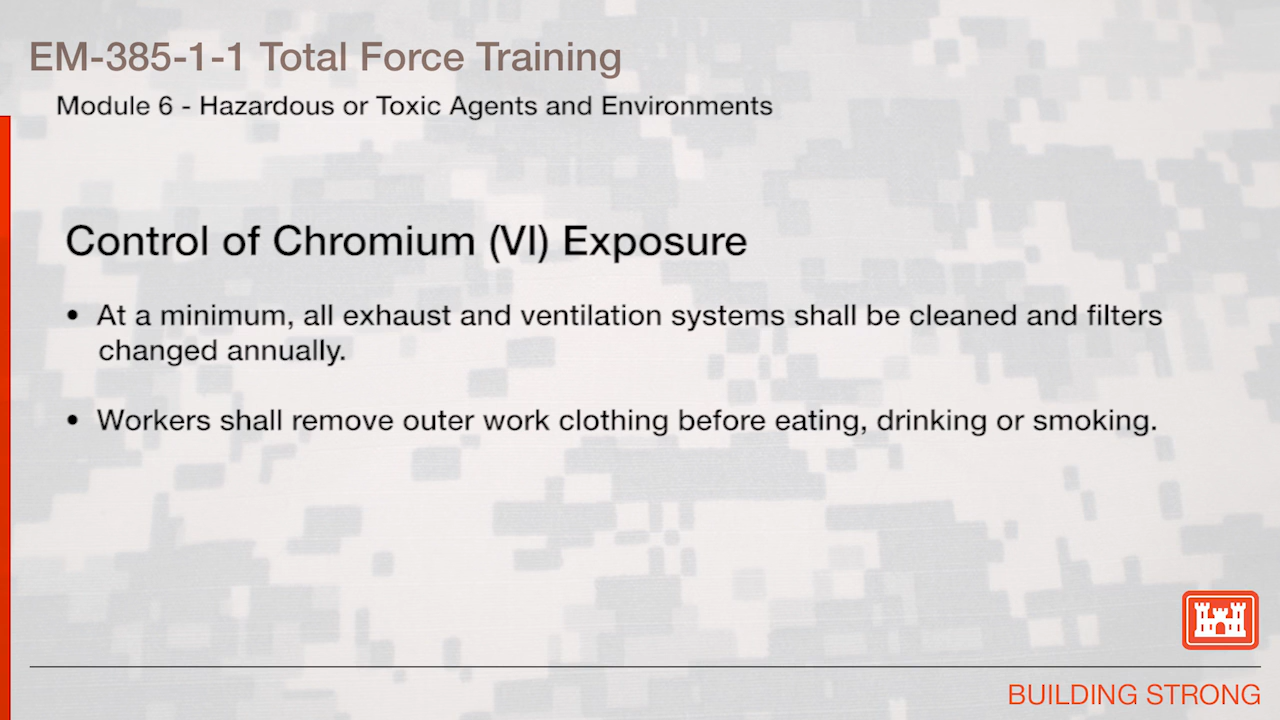 EM-385-1-1 Total Force Training
Module 6 - Hazardous or Toxic Agents and Environments
Control of Chromium (VI) Exposure
• At a minimum, all exhaust and ventilation systems shall be cleaned and filters
changed annually.
• Workers shall remove outer work clothing before eating, drinking or smoking.
BUILDING STRONG